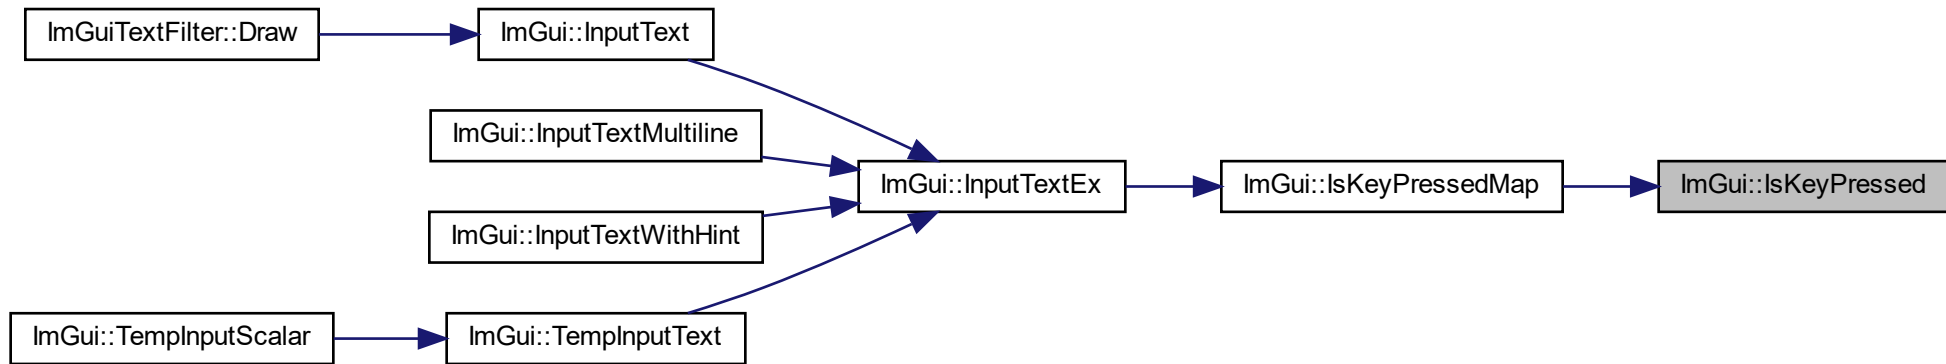 ImGuiTextFilter::Draw
ImGui::InputText
ImGui::InputTextMultiline
ImGui::InputTextEx
ImGui::IsKeyPressedMap
ImGui::IsKeyPressed
ImGui::InputTextWithHint
ImGui::TempInputScalar
ImGui::TempInputText